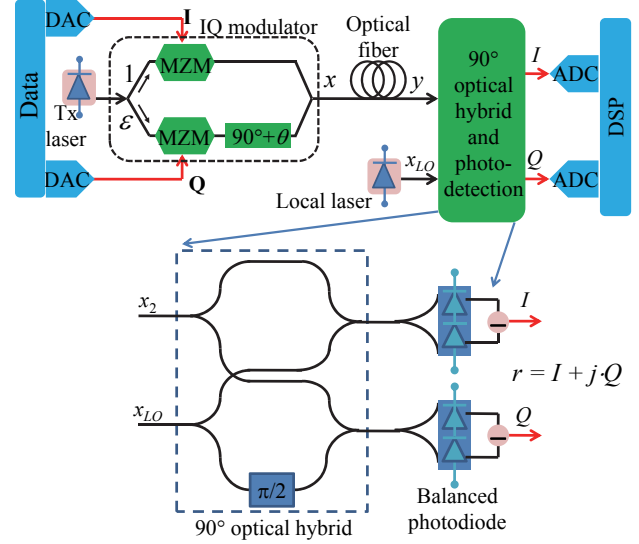 DAC
I
IQ modulator
Data
Tx
laser
1
ε
MZM
MZM
90°+θ
x
Optical
fiber
y
90°
optical
hybrid
and
photo-
detection
I
ADC
DSP
DAC
Q
Local laser
x_LO
Q
ADC
x_2
x_LO
π/2
90° optical hybrid
I
−
r = I + j·Q
Q
−
Balanced
photodiode